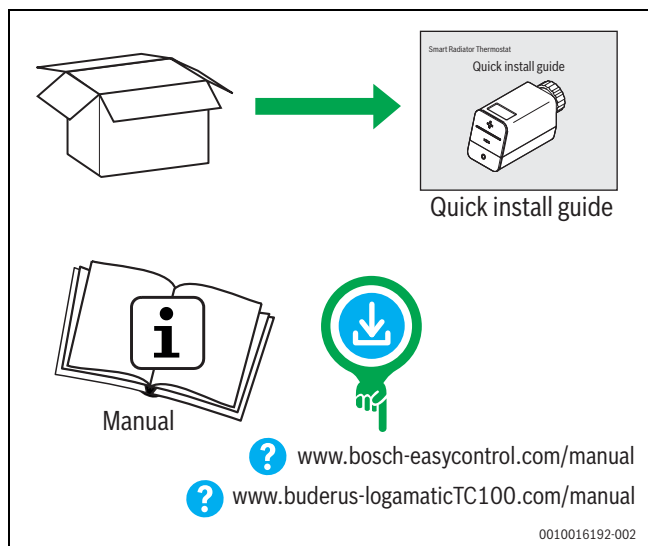 Smart Radiator Thermostat
Quick install guide
Quick install guide
i
Manual
? www.bosch-easycontrol.com/manual
? www.buderus-logamaticTC100.com/manual
0010016192-002